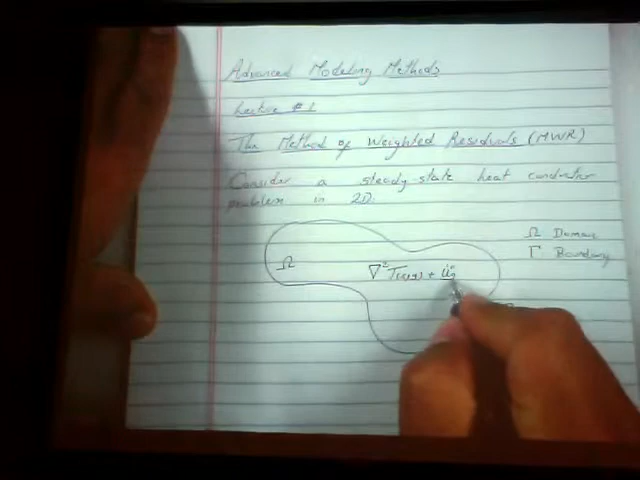 Advanced Modeling Methods
Lecture #1
The Method of Weighted Residuals (MWR)
Consider a steady-state heat conduction
problem in 2D.
Ω Domain
Γ Boundary
Ω
∇² T(x,y) +